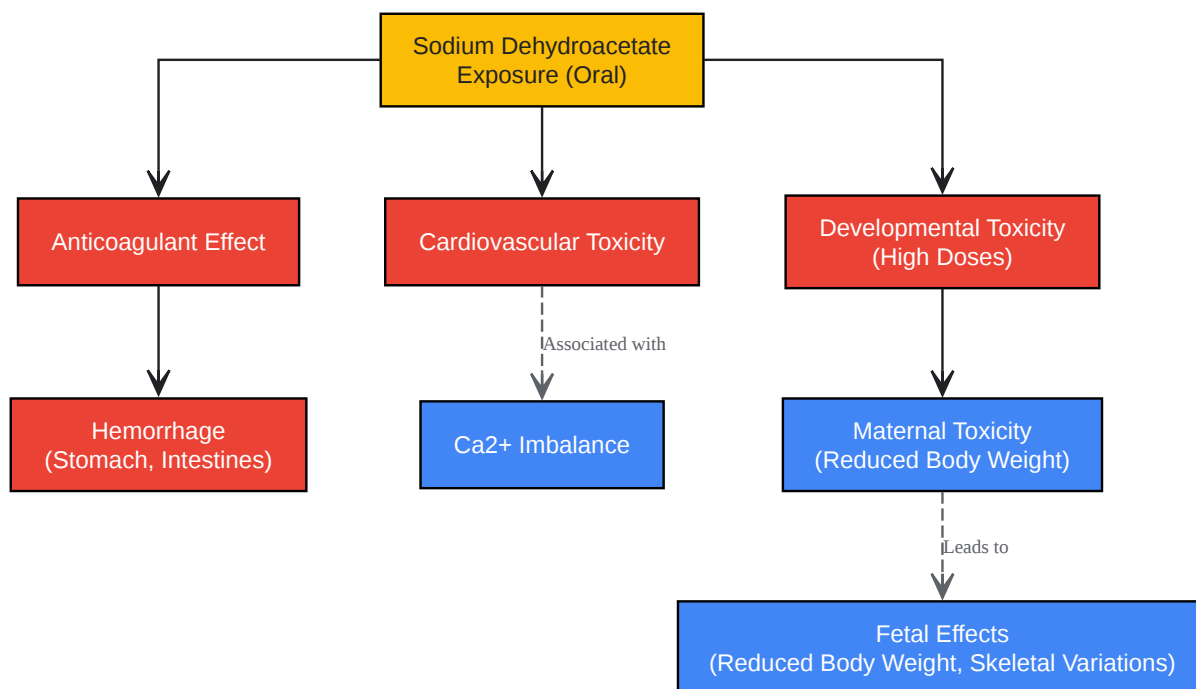 Sodium Dehydroacetate
Exposure (Oral)
Anticoagulant Effect
Cardiovascular Toxicity
Developmental Toxicity
(High Doses)
Associated with
Hemorrhage
(Stomach, Intestines)
Ca2+ Imbalance
Maternal Toxicity
(Reduced Body Weight)
Leads to
Fetal Effects
(Reduced Body Weight, Skeletal Variations)